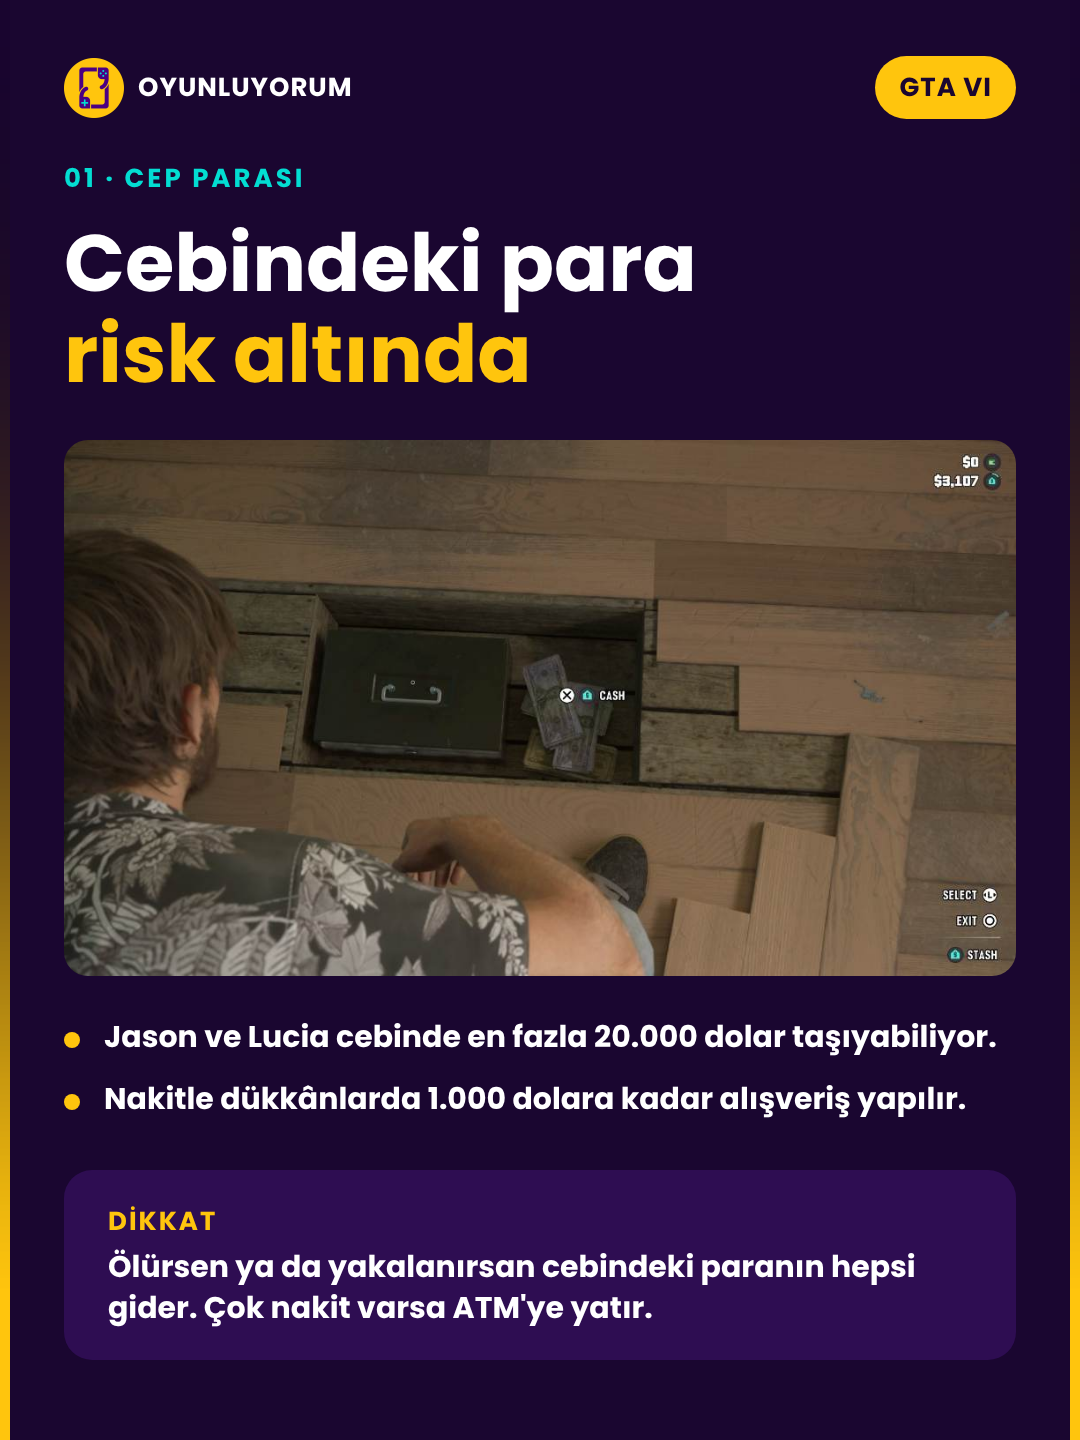 OYUNLUYORUM
GTA VI
01 · CEP PARASI
Cebindeki para
risk altında
$0
$3,107
CASH
SELECT L
EXIT
STASH
Jason ve Lucia cebinde en fazla 20.000 dolar taşıyabiliyor.
Nakitle dükkânlarda 1.000 dolara kadar alışveriş yapılır.
DİKKAT
Ölürsen ya da yakalanırsan cebindeki paranın hepsi
gider. Çok nakit varsa ATM'ye yatır.